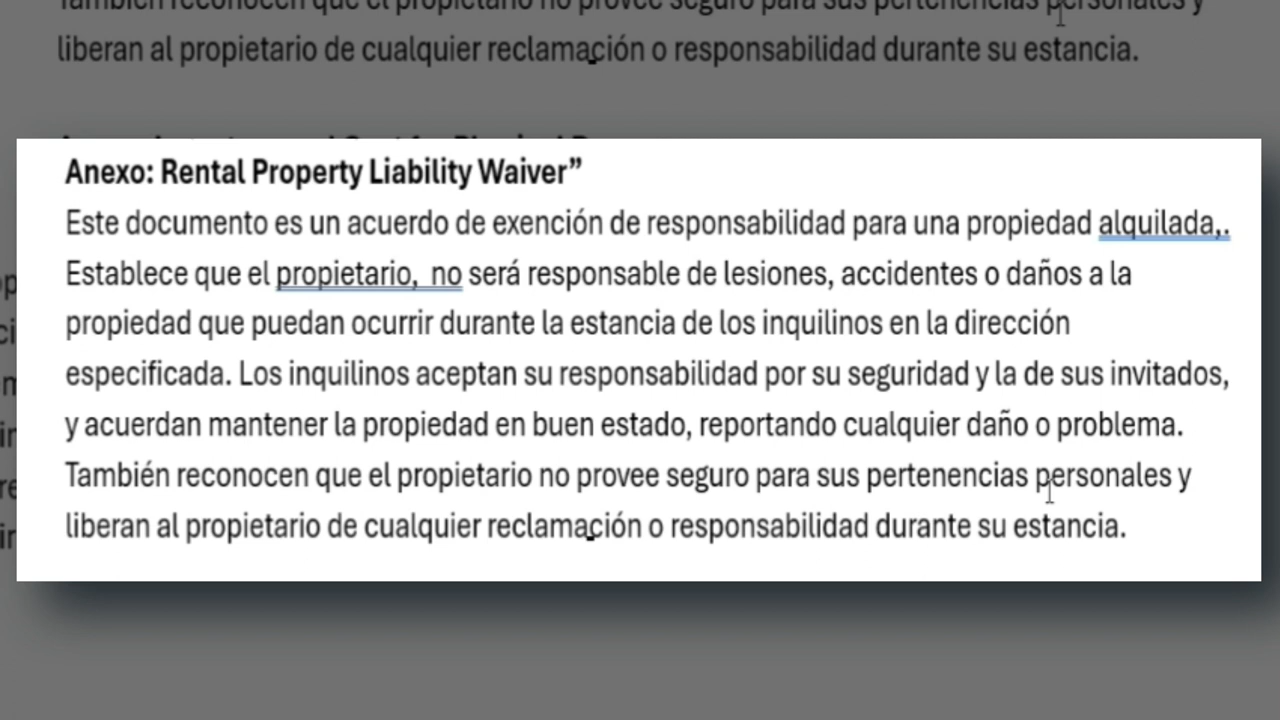 liberan al propietario de cualquier reclamación o responsabilidad durante su estancia.
Anexo: Rental Property Liability Waiver”
Este documento es un acuerdo de exención de responsabilidad para una propiedad alquilada,.
Establece que el propietario,  no será responsable de lesiones, accidentes o daños a la
propiedad que puedan ocurrir durante la estancia de los inquilinos en la dirección
especificada. Los inquilinos aceptan su responsabilidad por su seguridad y la de sus invitados,
y acuerdan mantener la propiedad en buen estado, reportando cualquier daño o problema.
También reconocen que el propietario no provee seguro para sus pertenencias personales y
liberan al propietario de cualquier reclamación o responsabilidad durante su estancia.